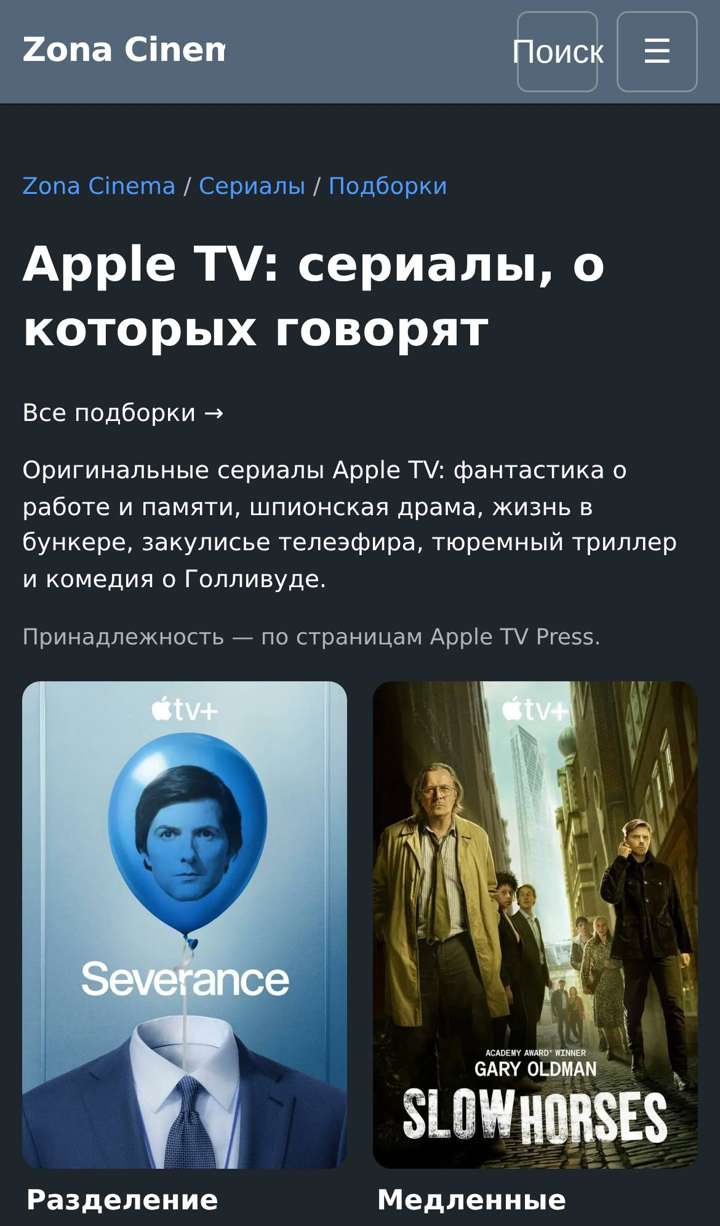 Zona Cinem
Поиск ☰
Zona Cinema / Сериалы / Подборки
Apple TV: сериалы, о
которых говорят
Все подборки →
Оригинальные сериалы Apple TV: фантастика о
работе и памяти, шпионская драма, жизнь в
бункере, закулисье телеэфира, тюремный триллер
и комедия о Голливуде.
Принадлежность — по страницам Apple TV Press.
tv+
Severance
Разделение
tv+
ACADEMY AWARD® WINNER
GARY OLDMAN
SLOW HORSES
Медленные